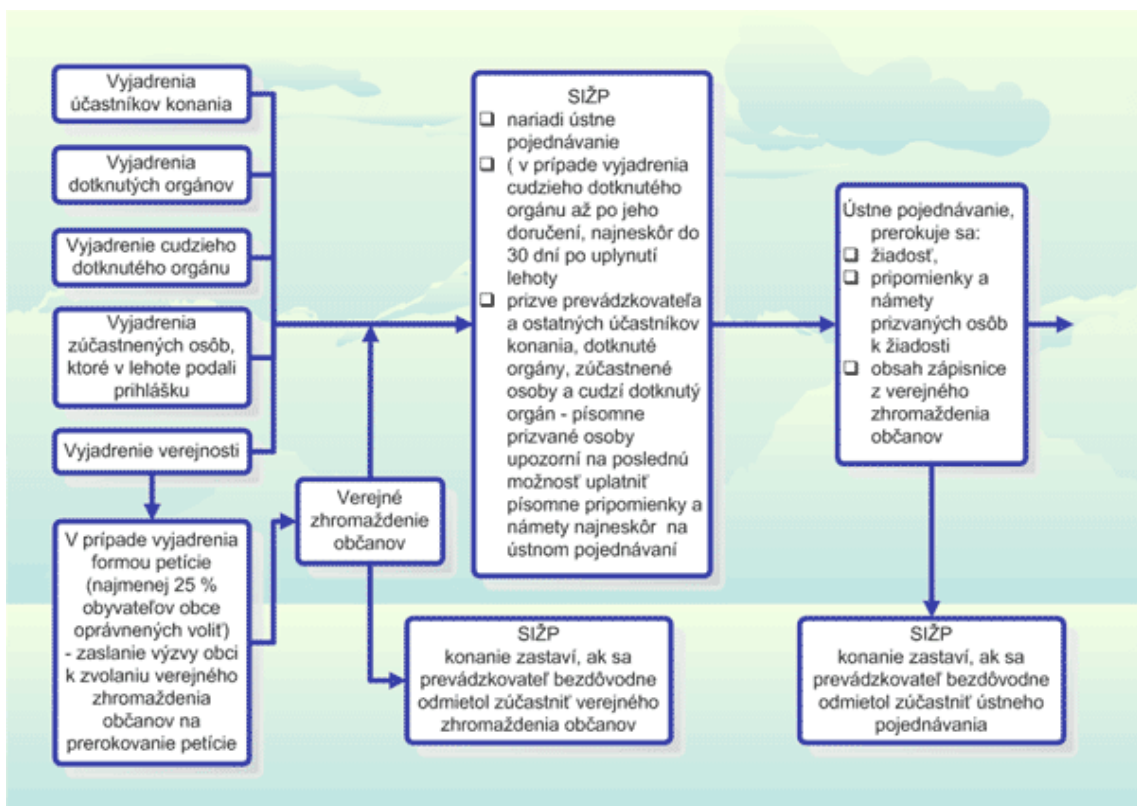 Vyjadrenia
účastníkov konania
Vyjadrenia
dotknutých orgánov
Vyjadrenie cudzieho
dotknutého orgánu
Vyjadrenia
zúčastnených osôb,
ktoré v lehote podali
prihlášku
Vyjadrenie verejnosti
V prípade vyjadrenia
formou petície
(najmenej 25 %
obyvateľov obce
oprávnených voliť)
- zaslanie výzvy obci
k zvolaniu verejného
zhromaždenia
občanov na
prerokovanie petície
Verejné
zhromaždenie
občanov
SIŽP
❑ nariadi ústne
pojednávanie
❑ ( v prípade vyjadrenia
cudzieho dotknutého
orgánu až po jeho
doručení, najneskôr do
30 dní po uplynutí
lehoty
❑ prizve prevádzkovateľa
a ostatných účastníkov
konania, dotknuté
orgány, zúčastnené
osoby a cudzí dotknutý
orgán - písomne
prizvané osoby
upozorní na poslednú
možnosť uplatniť
písomne pripomienky a
námety najneskôr na
ústnom pojednávaní
SIŽP
konanie zastaví, ak sa
prevádzkovateľ bezdôvodne
odmietol zúčastniť verejného
zhromaždenia občanov
Ústne pojednávanie,
prerokuje sa:
❑ žiadosť,
❑ pripomienky a
námety
prizvaných osôb
k žiadosti
❑ obsah zápisnice
z verejného
zhromaždenia
občanov
SIŽP
konanie zastaví, ak sa
prevádzkovateľ bezdôvodne
odmietol zúčastniť ústneho
pojednávania